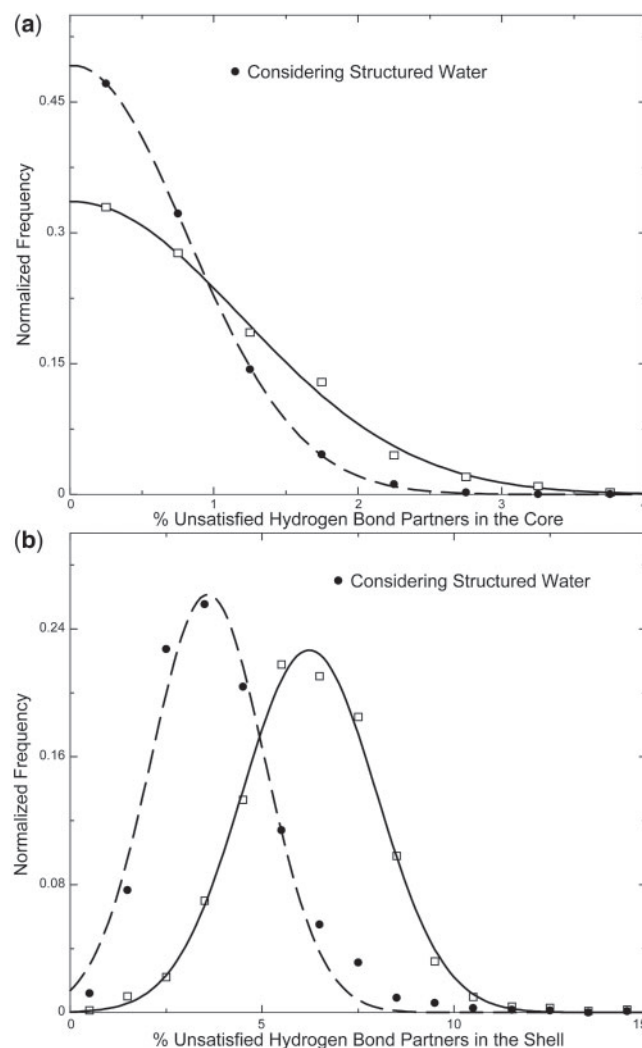 (a)
Considering Structured Water
Normalized Frequency
0.45
0.3
0.15
0
1
2
3
% Unsatisfied Hydrogen Bond Partners in the Core
(b)
Considering Structured Water
Normalized Frequency
0.24
0.16
0.08
0
0
5
10
15
% Unsatisfied Hydrogen Bond Partners in the Shell